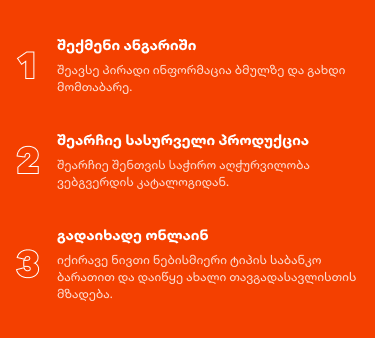 1
შექმენი ანგარიში
შეავსე პირადი ინფორმაცია ბმულზე და გახდი
მომთაბარე.
2
შეარჩიე სასურველი პროდუქცია
შეარჩიე შენთვის საჭირო აღჭურვილობა
ვებგვერდის კატალოგიდან.
3
გადაიხადე ონლაინ
იქირავე ნივთი ნებისმიერი ტიპის საბანკო
ბარათით და დაიწყე ახალი თავგადასავლისთის
მზადება.